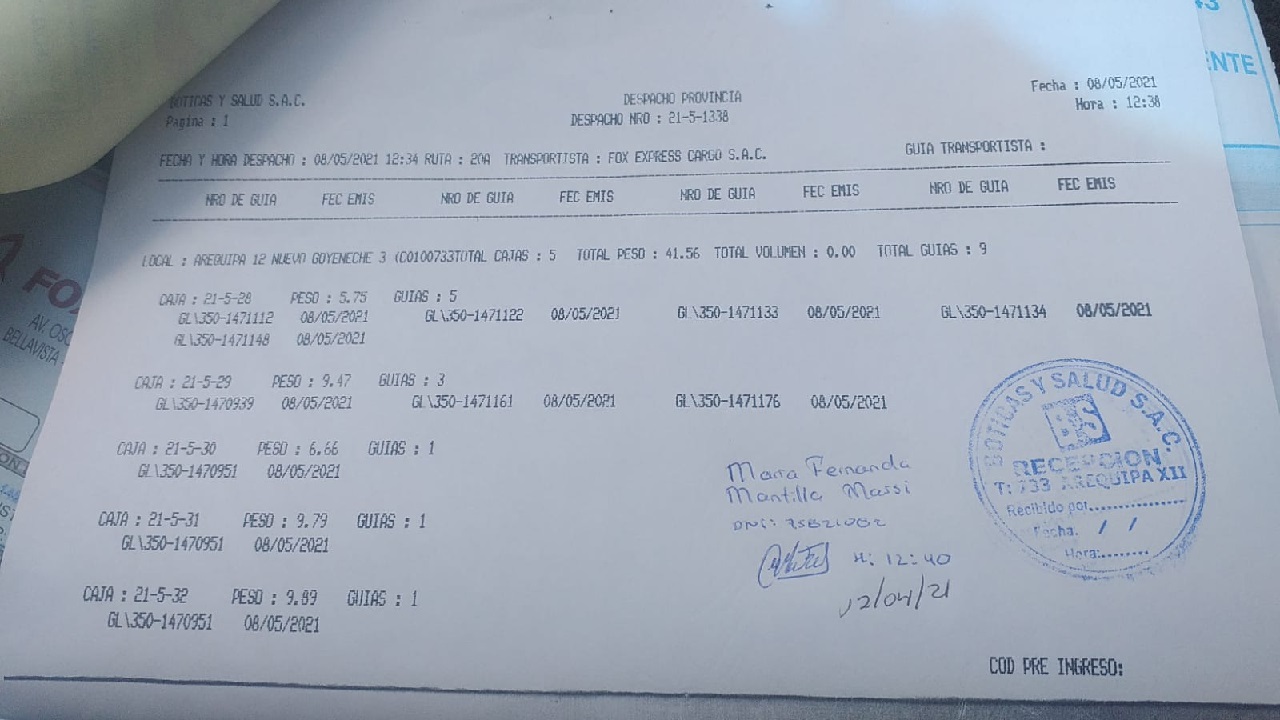 BOTICAS Y SALUD S.A.C. DESPACHO PROVINCIA Fecha : 08/05/2021
Pagina : 1 DESPACHO NRO : 21-5-1338 Hora : 12:38
FECHA Y HORA DESPACHO : 08/05/2021 12:34 RUTA : 20A TRANSPORTISTA : FOX EXPRESS CARGO S.A.C. GUIA TRANSPORTISTA :
NRO DE GUIA FEC EMIS NRO DE GUIA FEC EMIS NRO DE GUIA FEC EMIS NRO DE GUIA FEC EMIS
LOCAL : AREQUIPA 12 NUEVO GOYENECHE 3 (C0100733TOTAL CAJAS : 5 TOTAL PESO : 41.56 TOTAL VOLUMEN : 0.00 TOTAL GUIAS : 9
CAJA : 21-5-28 PESO : 5.75 GUIAS : 5
GL\350-1471112 08/05/2021 GL\350-1471122 08/05/2021 GL\350-1471133 08/05/2021 GL\350-1471134 08/05/2021
GL\350-1471148 08/05/2021
CAJA : 21-5-29 PESO : 9.47 GUIAS : 3
GL\350-1470939 08/05/2021 GL\350-1471161 08/05/2021 GL\350-1471176 08/05/2021
CAJA : 21-5-30 PESO : 6.66 GUIAS : 1
GL\350-1470951 08/05/2021
CAJA : 21-5-31 PESO : 9.79 GUIAS : 1
GL\350-1470951 08/05/2021
CAJA : 21-5-32 PESO : 9.89 GUIAS : 1
GL\350-1470951 08/05/2021
BOTICAS Y SALUD S.A.C.
BS
RECEPCION
T: 733 AREQUIPA XII
Recibido por
Fecha. / /
Hora:
Fernanda
Mantilla
H: 12:40
COD PRE INGRESO:
FO
AV. OSC
BELLAVISTA
NTE